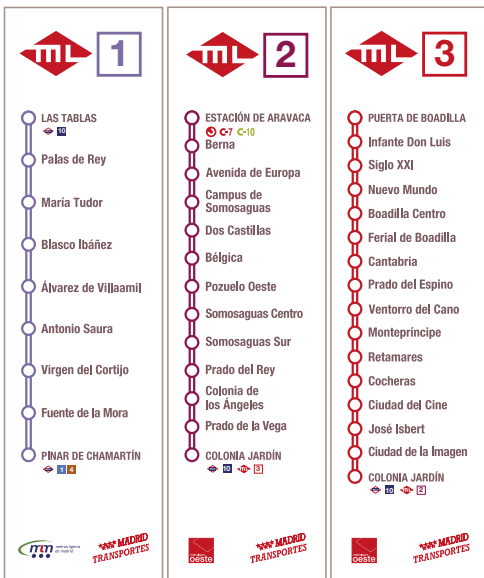 ML 1
LAS TABLAS
10
Palas de Rey
María Tudor
Blasco Ibáñez
Álvarez de Villaamil
Antonio Saura
Virgen del Cortijo
Fuente de la Mora
PINAR DE CHAMARTÍN
1 4
metros ligeros
de madrid
MADRID
TRANSPORTES
ML 2
ESTACIÓN DE ARAVACA
C-7 C-10
Berna
Avenida de Europa
Campus de
Somosaguas
Dos Castillas
Bélgica
Pozuelo Oeste
Somosaguas Centro
Somosaguas Sur
Prado del Rey
Colonia de
los Ángeles
Prado de la Vega
COLONIA JARDÍN
10 ML 3
oeste
MADRID
TRANSPORTES
ML 3
PUERTA DE BOADILLA
Infante Don Luis
Siglo XXI
Nuevo Mundo
Boadilla Centro
Ferial de Boadilla
Cantabria
Prado del Espino
Ventorro del Cano
Montepríncipe
Retamares
Cocheras
Ciudad del Cine
José Isbert
Ciudad de la Imagen
COLONIA JARDÍN
10 ML 2
oeste
MADRID
TRANSPORTES